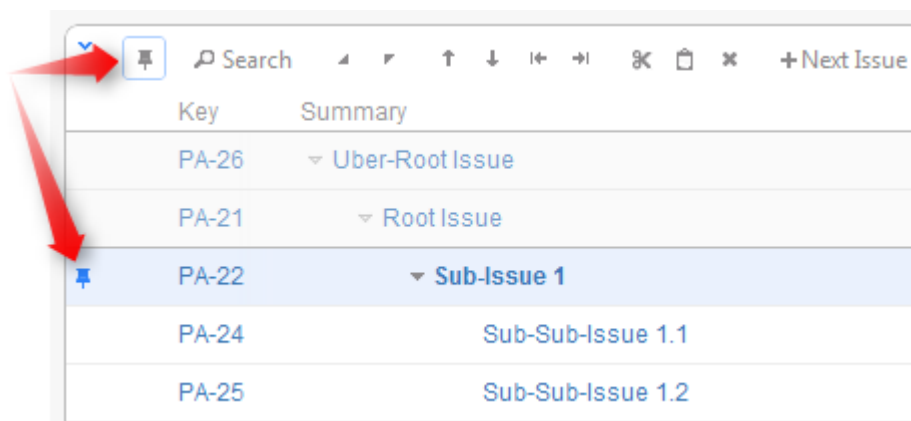 Search + Next Issue
Key Summary
PA-26 Uber-Root Issue
PA-21 Root Issue
PA-22 Sub-Issue 1
PA-24 Sub-Sub-Issue 1.1
PA-25 Sub-Sub-Issue 1.2